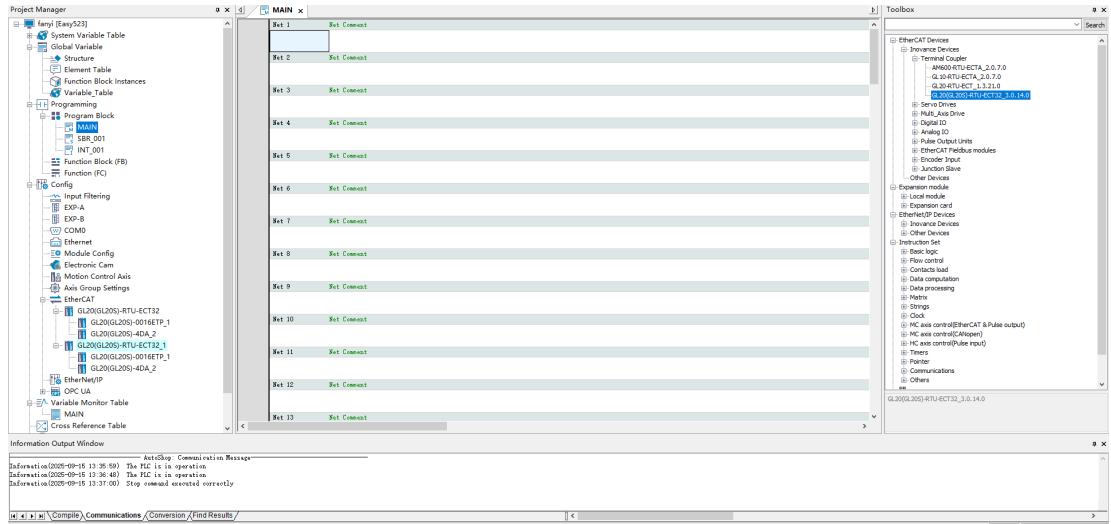 Project Manager
fanyi [Easy523]
System Variable Table
Global Variable
Structure
Element Table
Function Block Instances
Variable_Table
Programming
Program Block
MAIN
SBR_001
INT_001
Function Block (FB)
Function (FC)
Config
Input Filtering
EXP-A
EXP-B
COM0
Ethernet
Module Config
Electronic Cam
Motion Control Axis
Axis Group Settings
EtherCAT
GL20(GL20S)-RTU-ECT32
GL20(GL20S)-0016ETP_1
GL20(GL20S)-4DA_2
GL20(GL20S)-RTU-ECT32_1
GL20(GL20S)-0016ETP_1
GL20(GL20S)-4DA_2
EtherNet/IP
OPC UA
Variable Monitor Table
MAIN
Cross Reference Table
MAIN
Net 1 Net Comment
Net 2 Net Comment
Net 3 Net Comment
Net 4 Net Comment
Net 5 Net Comment
Net 6 Net Comment
Net 7 Net Comment
Net 8 Net Comment
Net 9 Net Comment
Net 10 Net Comment
Net 11 Net Comment
Net 12 Net Comment
Net 13 Net Comment
Toolbox
Search
EtherCAT Devices
Inovance Devices
Terminal Coupler
AM600-RTU-ECTA_2.0.7.0
GL10-RTU-ECTA_2.0.7.0
GL20-RTU-ECT_1.3.21.0
GL20(GL20S)-RTU-ECT32_3.0.14.0
Servo Drives
Multi_Axis Drive
Digital IO
Analog IO
Pulse Output Units
EtherCAT Fieldbus modules
Encoder Input
Junction Slave
Other Devices
Expansion module
Local module
Expansion card
EtherNet/IP Devices
Inovance Devices
Other Devices
Instruction Set
Basic logic
Flow control
Contacts load
Data computation
Data processing
Matrix
Strings
Clock
MC axis control(EtherCAT & Pulse output)
MC axis control(CANopen)
HC axis control(Pulse input)
Timers
Pointer
Communications
Others
GL20(GL20S)-RTU-ECT32_3.0.14.0
Information Output Window
AutoShop: Communication Message
Information(2025-09-15 13:35:59) The PLC is in operation
Information(2025-09-15 13:36:48) The PLC is in operation
Information(2025-09-15 13:37:00) Stop command executed correctly
Compile Communications Conversion Find Results